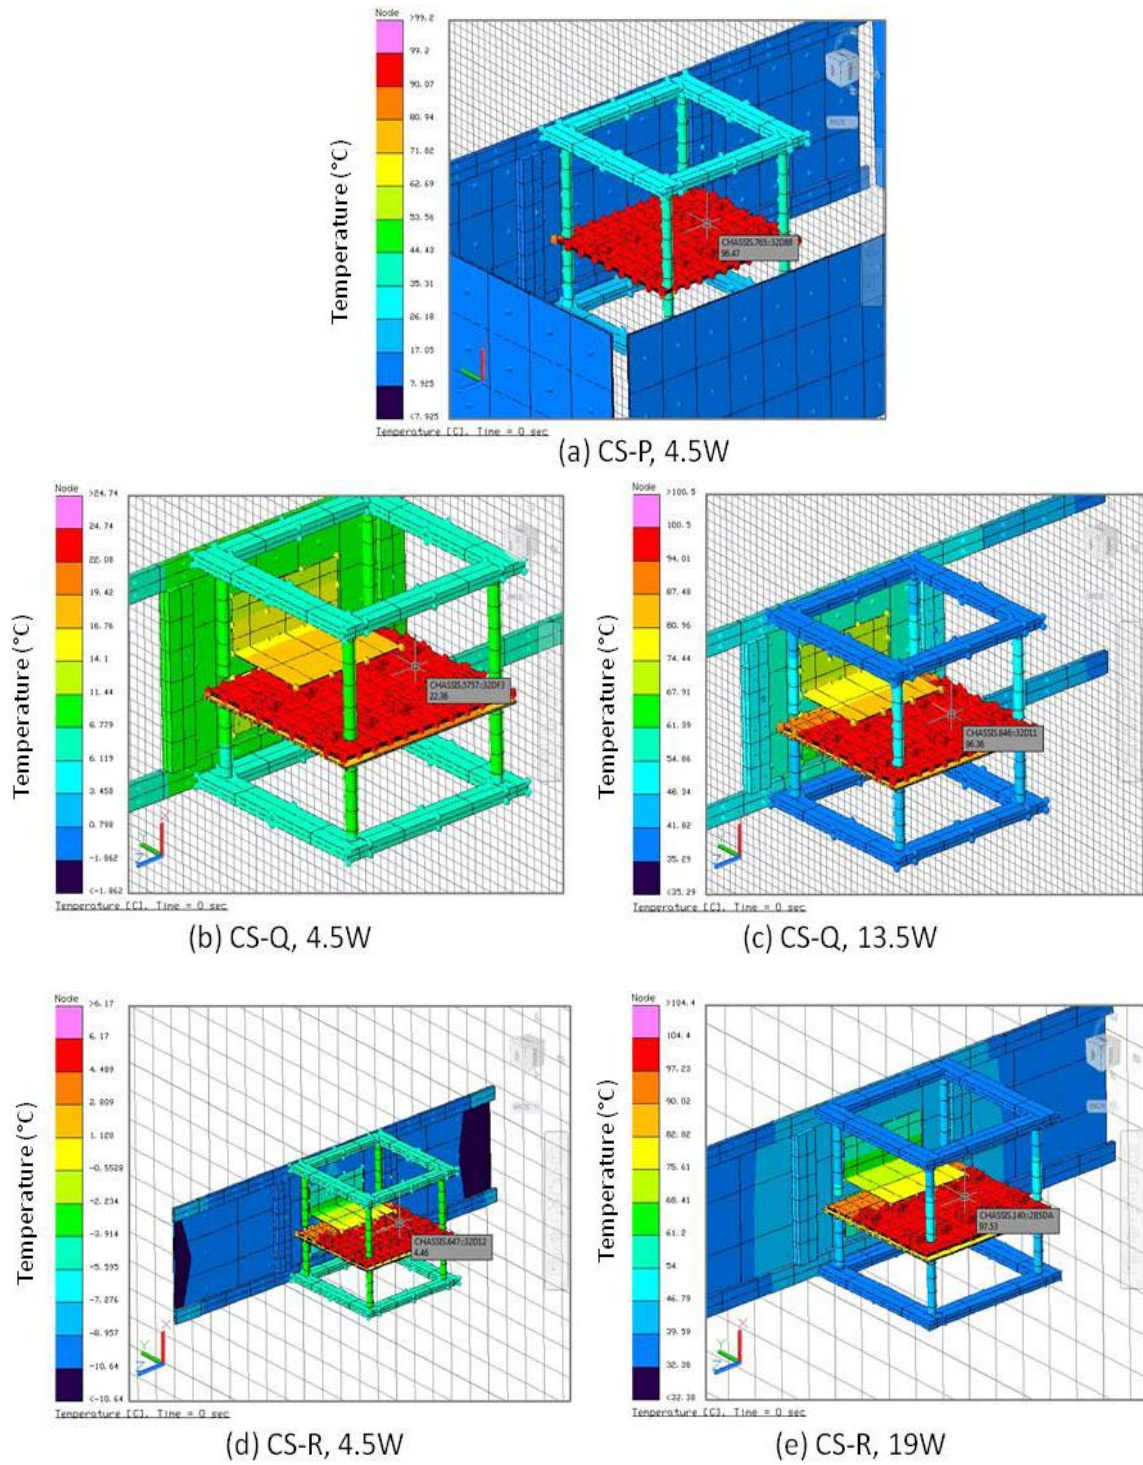 Node
>99.2
99.2
90.07
80.94
71.82
62.69
53.56
44.43
35.31
26.18
17.05
7.925
<7.925
Temperature (°C)
CHASSIS.765::32D88
96.47
Temperature [C], Time = 0 sec
(a) CS-P, 4.5W
Node
>24.74
24.74
22.08
19.42
16.76
14.1
11.44
8.779
6.119
3.458
0.798
-1.862
<-1.862
Temperature (°C)
CHASSIS.5757::32DF3
22.36
Temperature [C], Time = 0 sec
(b) CS-Q, 4.5W
Node
>100.5
100.5
94.01
87.48
80.96
74.44
67.91
61.39
54.86
48.34
41.82
35.29
<35.29
Temperature (°C)
CHASSIS.646::32D11
96.36
Temperature [C], Time = 0 sec
(c) CS-Q, 13.5W
Node
>6.17
6.17
4.489
2.809
1.128
-0.5528
-2.234
-3.914
-5.595
-7.276
-8.957
-10.64
<-10.64
Temperature (°C)
CHASSIS.647::32D12
4.46
X
Y
Z
Temperature [C], Time = 0 sec
(d) CS-R, 4.5W
Node
>104.4
104.4
97.23
90.02
82.82
75.61
68.41
61.2
54
46.79
39.59
32.38
<32.38
Temperature (°C)
CHASSIS.140::2B5DA
97.53
Temperature [C], Time = 0 sec
(e) CS-R, 19W